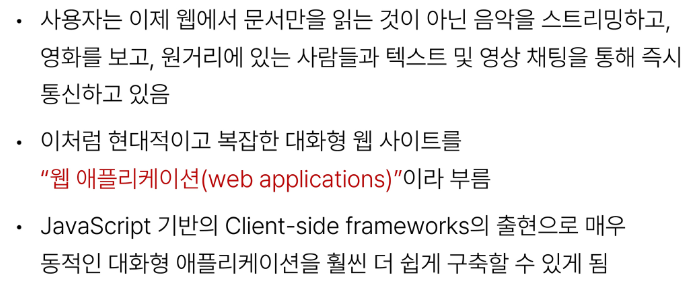 • 사용자는 이제 웹에서 문서만을 읽는 것이 아닌 음악을 스트리밍하고,
영화를 보고, 원거리에 있는 사람들과 텍스트 및 영상 채팅을 통해 즉시
통신하고 있음
• 이처럼 현대적이고 복잡한 대화형 웹 사이트를
“웹 애플리케이션(web applications)”이라 부름
• JavaScript 기반의 Client-side frameworks의 출현으로 매우
동적인 대화형 애플리케이션을 훨씬 더 쉽게 구축할 수 있게 됨